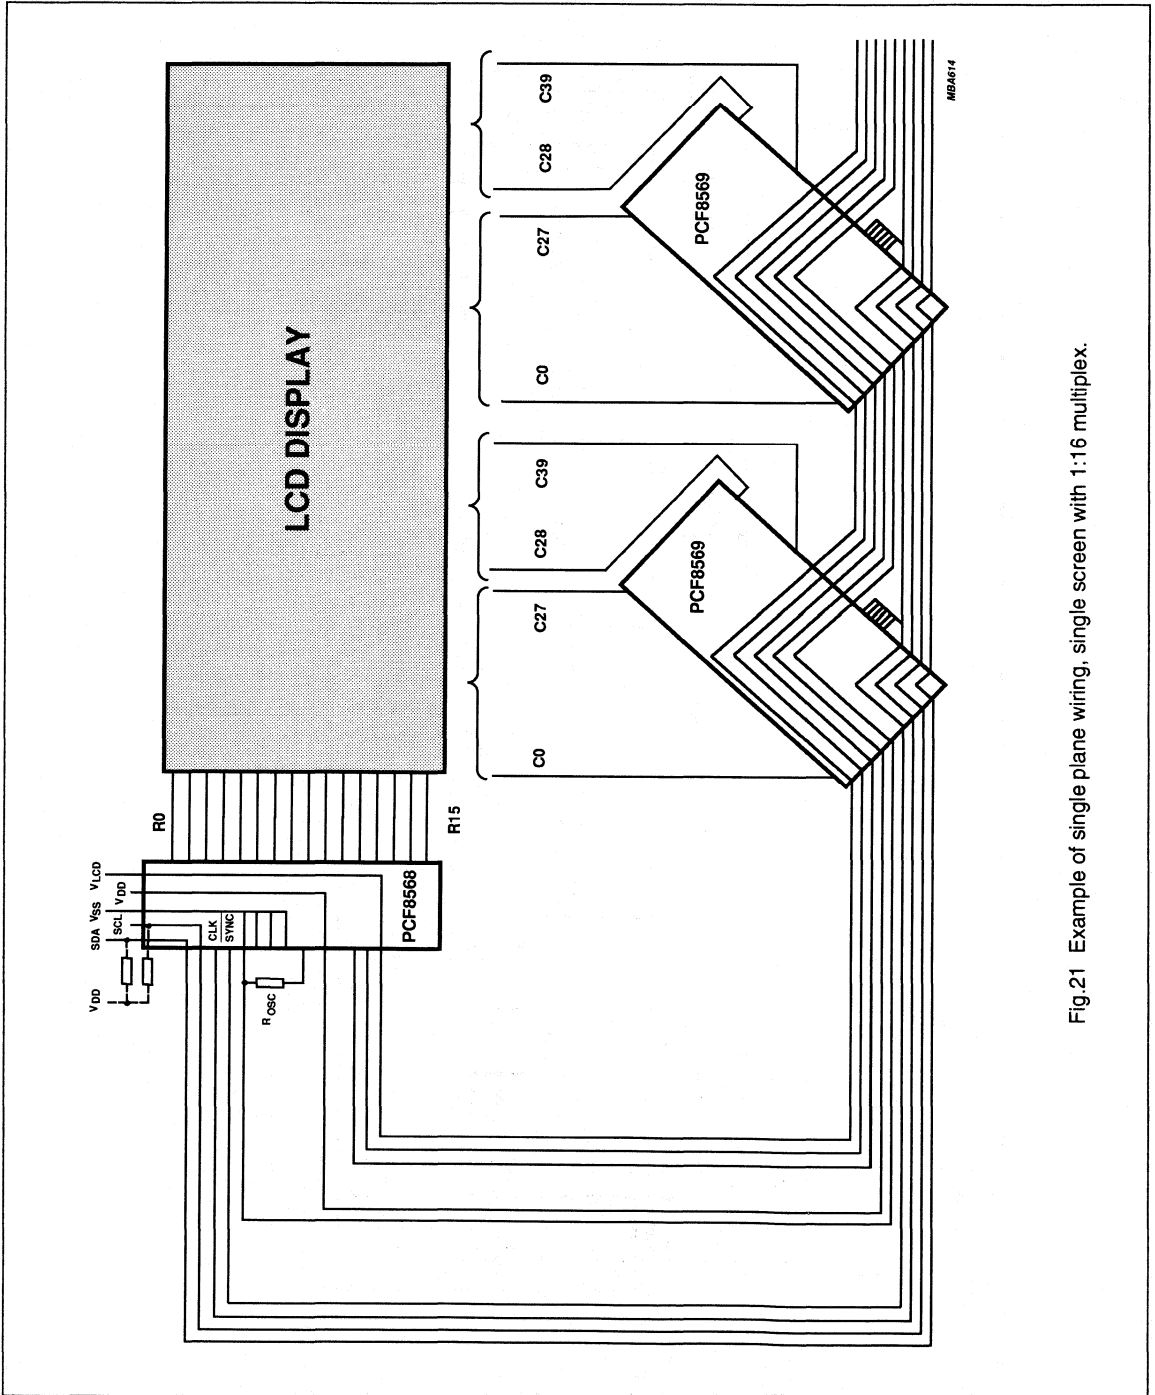 LCD DISPLAY
R0
R15
VLCD
VDD
VSS
SCL
SDA
VDD
CLK
SYNC
ROSC
PCF8568
C0
C27
C28
C39
C0
C27
C28
C39
PCF8569
PCF8569
MBA614
Fig.21 Example of single plane wiring, single screen with 1:16 multiplex.